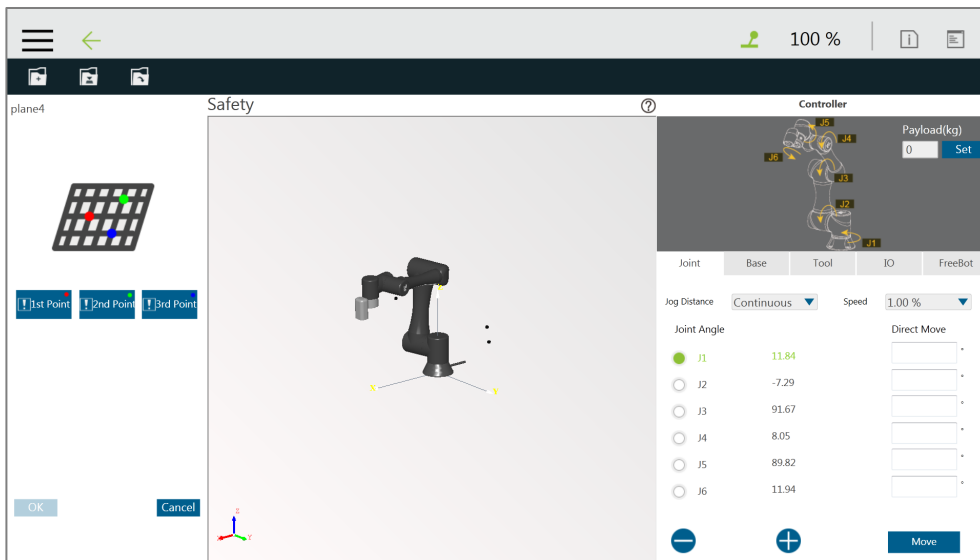 100 %
plane4
Safety
Controller
J5
J4
J6
J3
J2
J1
Payload(kg)
0 Set
Joint Base Tool IO FreeBot
1st Point 2nd Point 3rd Point
Jog Distance Continuous Speed 1.00 %
Joint Angle Direct Move
J1 11.84 °
J2 -7.29 °
J3 91.67 °
J4 8.05 °
J5 89.82 °
J6 11.94 °
X
OK Cancel
Z
X Y
Move